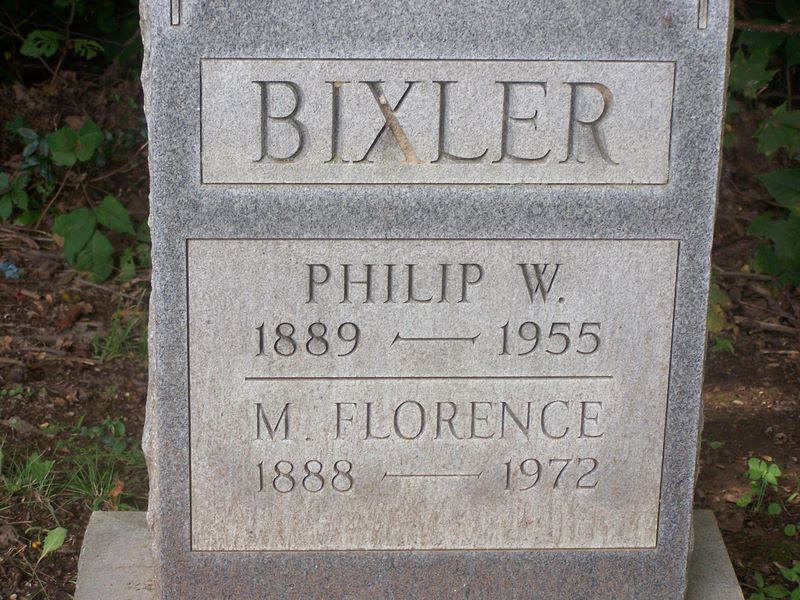 BIXLER
PHILIP W.
1889 — 1955
M. FLORENCE
1888 — 1972